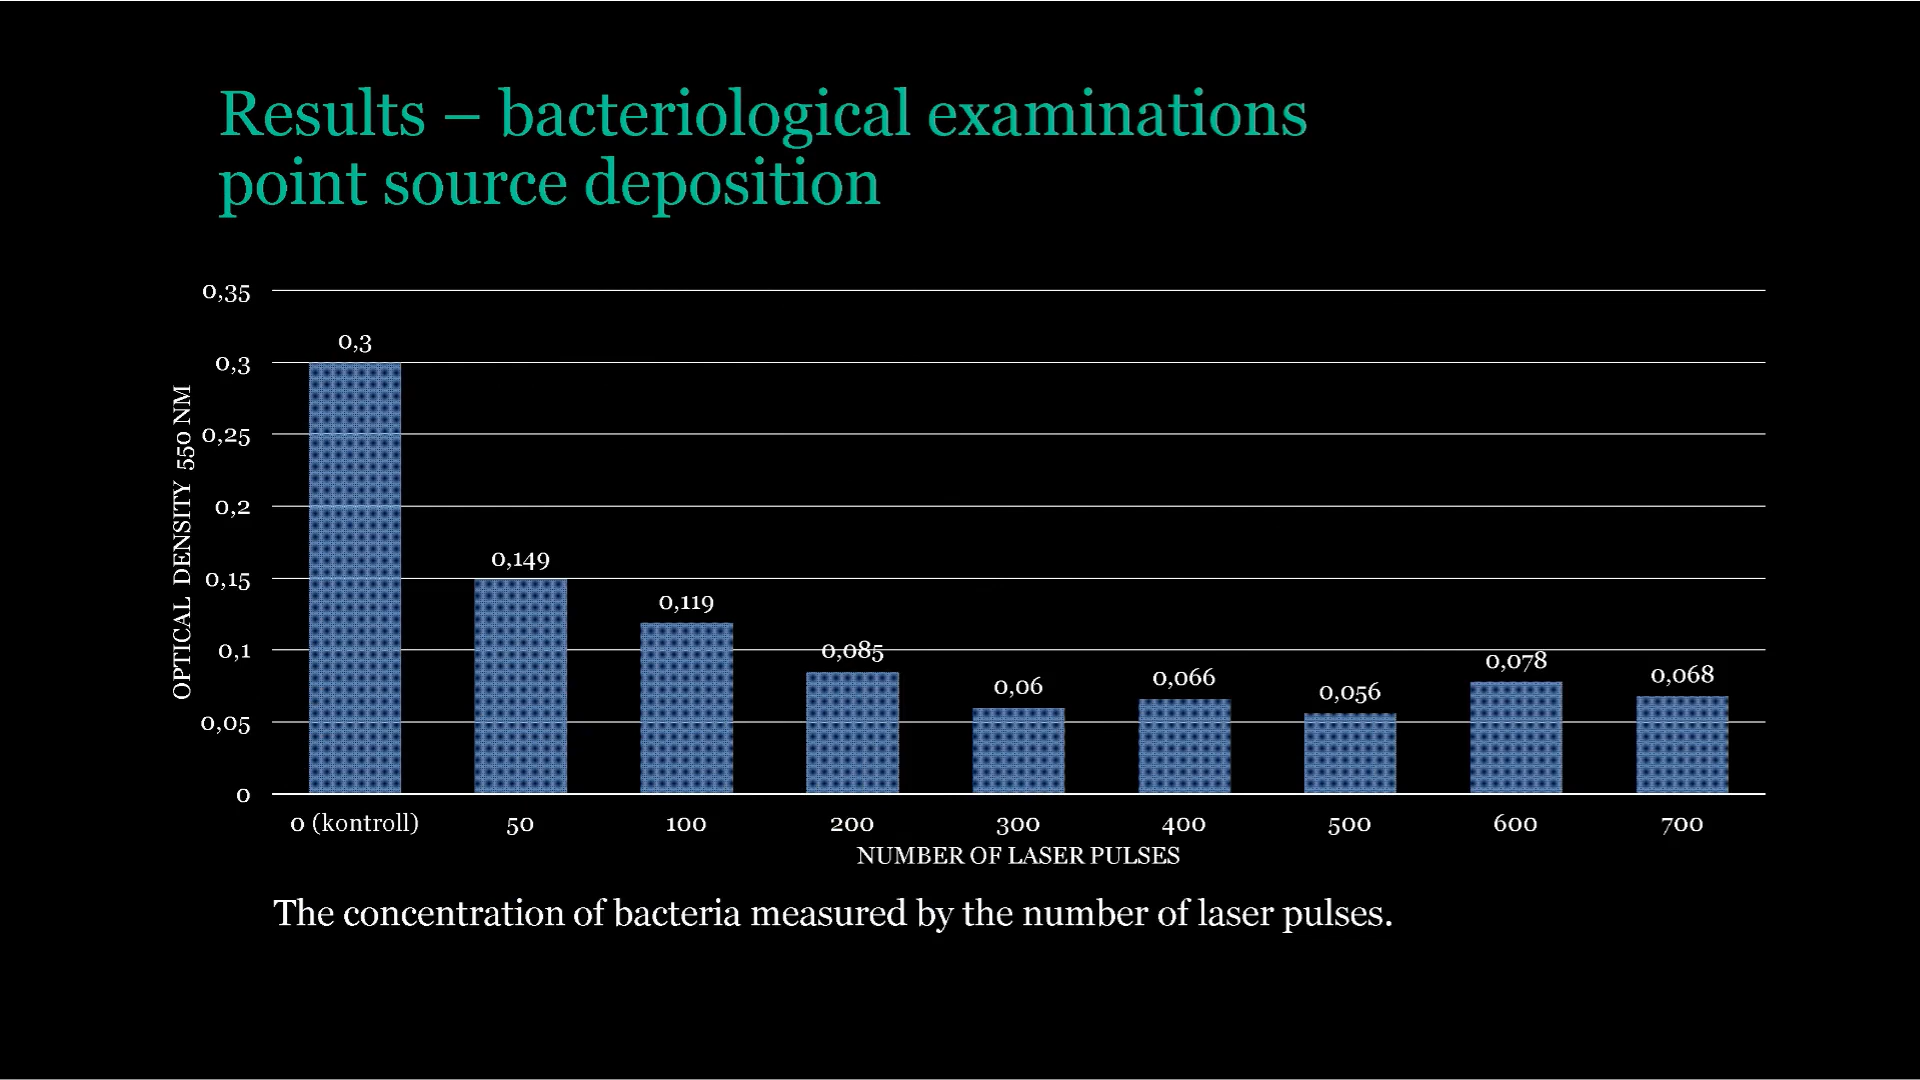 Results – bacteriological examinations
point source deposition
OPTICAL DENSITY 550 NM
0,35
0,3
0,25
0,2
0,15
0,1
0,05
0
0,3
0,149
0,119
0,085
0,06
0,066
0,056
0,078
0,068
0 (kontroll) 50 100 200 300 400 500 600 700
NUMBER OF LASER PULSES
The concentration of bacteria measured by the number of laser pulses.